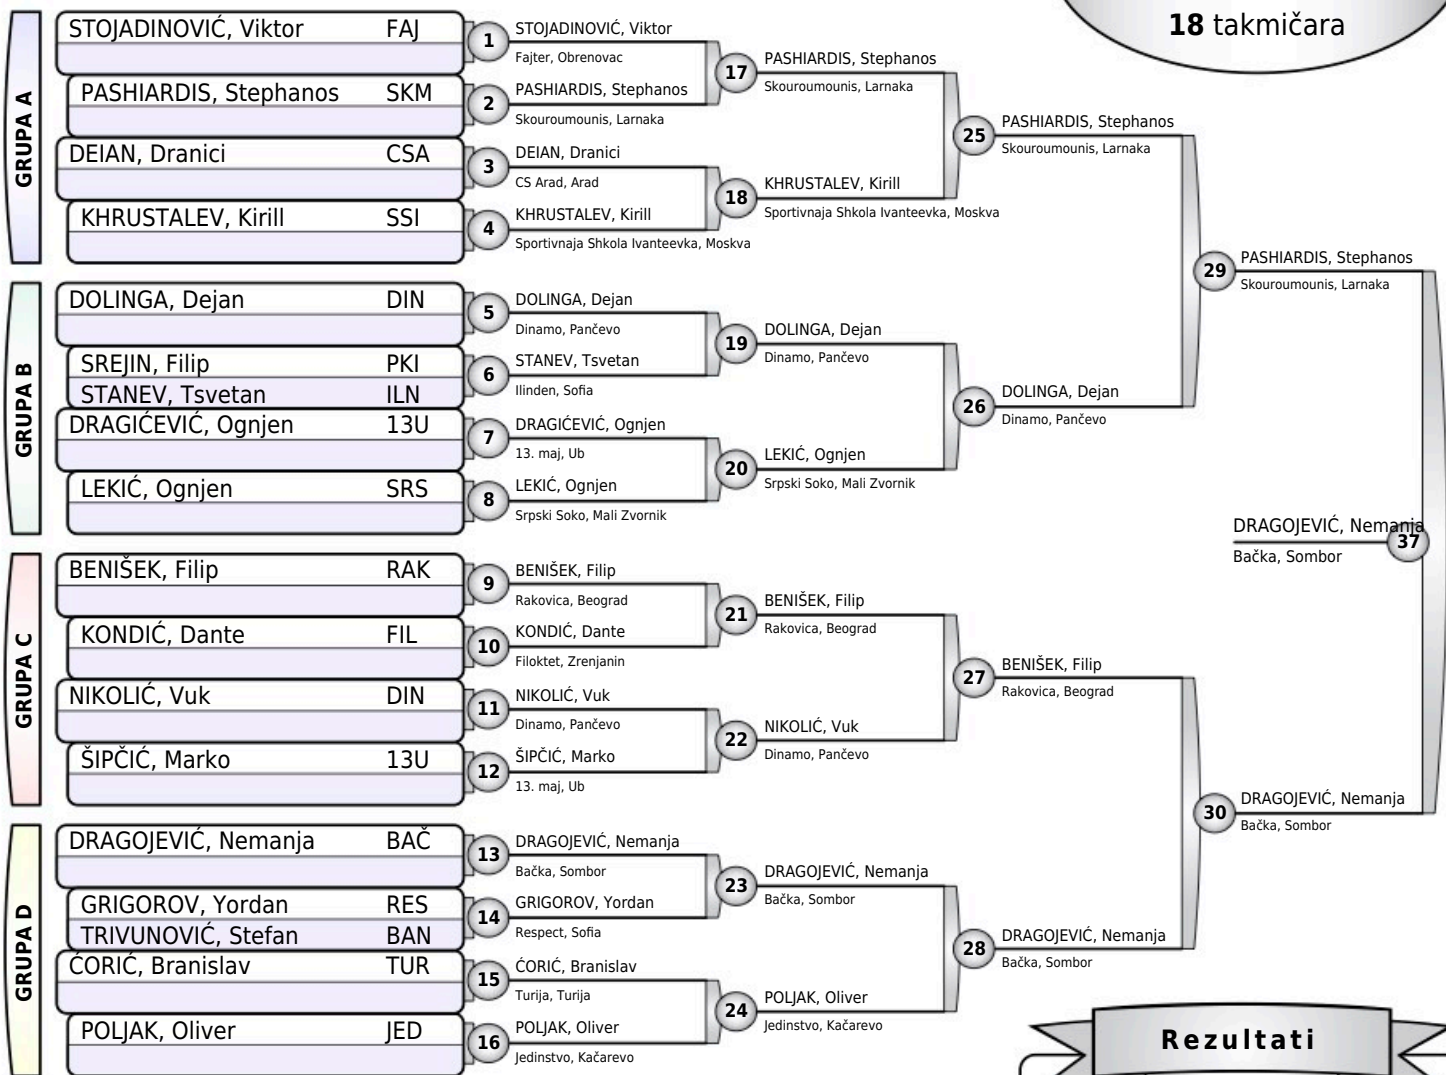 18 takmičara
GRUPA A
STOJADINOVIĆ, Viktor FAJ
PASHIARDIS, Stephanos SKM
DEIAN, Dranici CSA
KHRUSTALEV, Kirill SSI
GRUPA B
DOLINGA, Dejan DIN
SREJIN, Filip PKI
STANEV, Tsvetan ILN
DRAGIĆEVIĆ, Ognjen 13U
LEKIĆ, Ognjen SRS
GRUPA C
BENIŠEK, Filip RAK
KONDIĆ, Dante FIL
NIKOLIĆ, Vuk DIN
ŠIPČIĆ, Marko 13U
GRUPA D
DRAGOJEVIĆ, Nemanja BAČ
GRIGOROV, Yordan RES
TRIVUNOVIĆ, Stefan BAN
ĆORIĆ, Branislav TUR
POLJAK, Oliver JED
1
STOJADINOVIĆ, Viktor
Fajter, Obrenovac
2
PASHIARDIS, Stephanos
Skouroumounis, Larnaka
3
DEIAN, Dranici
CS Arad, Arad
4
KHRUSTALEV, Kirill
Sportivnaja Shkola Ivanteevka, Moskva
5
DOLINGA, Dejan
Dinamo, Pančevo
6
STANEV, Tsvetan
Ilinden, Sofia
7
DRAGIĆEVIĆ, Ognjen
13. maj, Ub
8
LEKIĆ, Ognjen
Srpski Soko, Mali Zvornik
9
BENIŠEK, Filip
Rakovica, Beograd
10
KONDIĆ, Dante
Filoktet, Zrenjanin
11
NIKOLIĆ, Vuk
Dinamo, Pančevo
12
ŠIPČIĆ, Marko
13. maj, Ub
13
DRAGOJEVIĆ, Nemanja
Bačka, Sombor
14
GRIGOROV, Yordan
Respect, Sofia
15
ĆORIĆ, Branislav
Turija, Turija
16
POLJAK, Oliver
Jedinstvo, Kačarevo
17
PASHIARDIS, Stephanos
Skouroumounis, Larnaka
18
KHRUSTALEV, Kirill
Sportivnaja Shkola Ivanteevka, Moskva
19
DOLINGA, Dejan
Dinamo, Pančevo
20
LEKIĆ, Ognjen
Srpski Soko, Mali Zvornik
21
BENIŠEK, Filip
Rakovica, Beograd
22
NIKOLIĆ, Vuk
Dinamo, Pančevo
23
DRAGOJEVIĆ, Nemanja
Bačka, Sombor
24
POLJAK, Oliver
Jedinstvo, Kačarevo
25
PASHIARDIS, Stephanos
Skouroumounis, Larnaka
26
DOLINGA, Dejan
Dinamo, Pančevo
27
BENIŠEK, Filip
Rakovica, Beograd
28
DRAGOJEVIĆ, Nemanja
Bačka, Sombor
29
PASHIARDIS, Stephanos
Skouroumounis, Larnaka
30
DRAGOJEVIĆ, Nemanja
Bačka, Sombor
DRAGOJEVIĆ, Nemanja
37
Bačka, Sombor
Rezultati